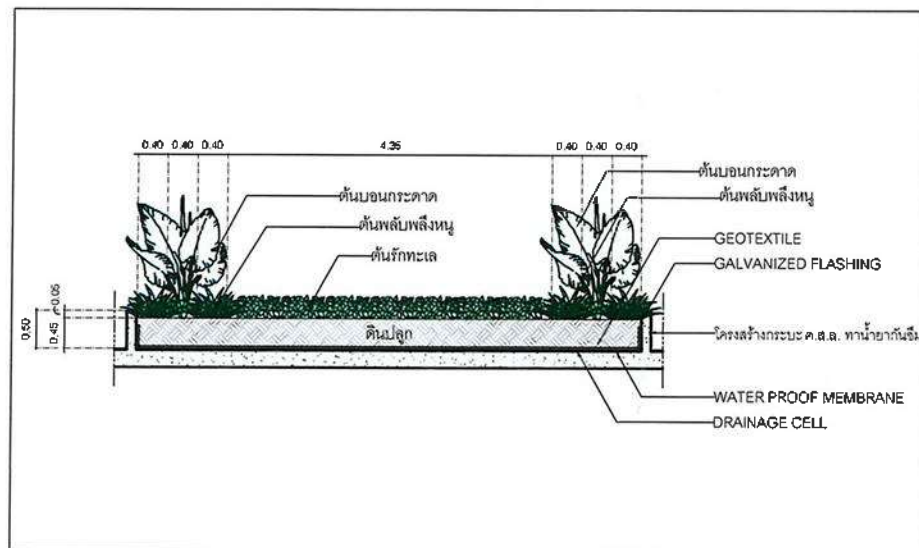 0.40 0.40 0.40 4.35 0.40 0.40 0.40
ต้นบอนกระดาด
ต้นพลับพลึงหนู
ต้นรักทะเล
ต้นบอนกระดาด
ต้นพลับพลึงหนู
GEOTEXTILE
GALVANIZED FLASHING
0.05
0.45
0.50
ดินปลูก
โครงสร้างกระบะ ค.ส.ล. ทาน้ำยากันซึม
WATER PROOF MEMBRANE
DRAINAGE CELL